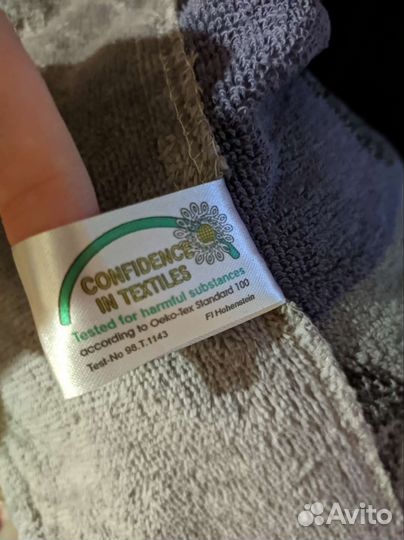 CONFIDENCE
IN TEXTILES
Tested for harmful substances
according to Oeko-Tex Standard 100
Test-No 98.T.1143 FI Hohenstein
Avito